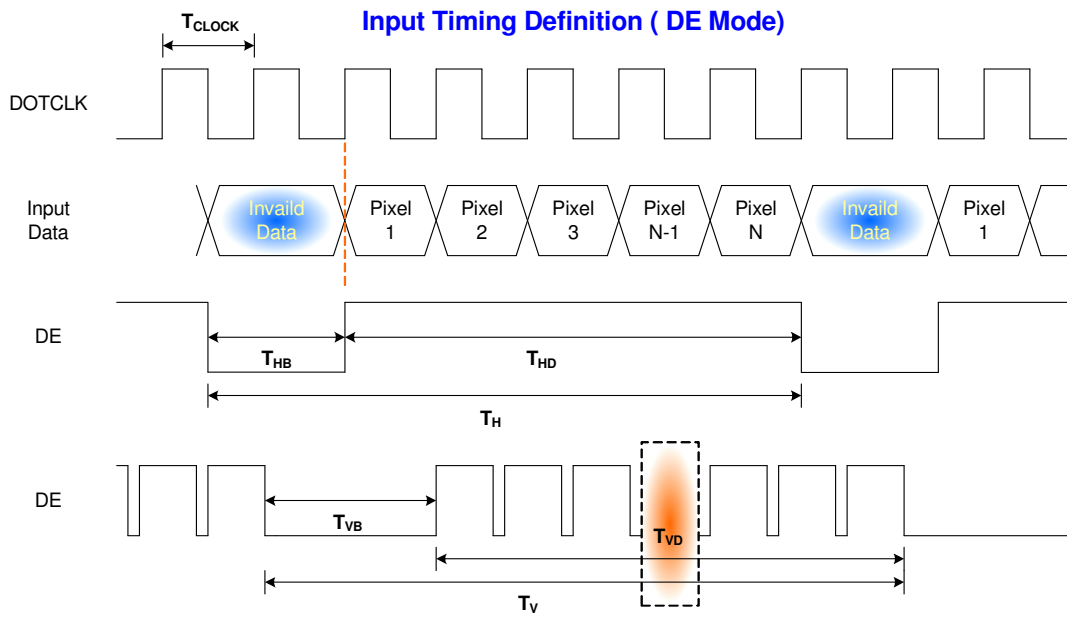 Input Timing Definition ( DE Mode)
TCLOCK
DOTCLK
Input
Data
Invaild
Data
Pixel
1
Pixel
2
Pixel
3
Pixel
N-1
Pixel
N
Invaild
Data
Pixel
1
DE
THB
THD
TH
DE
TVB
TVD
TV